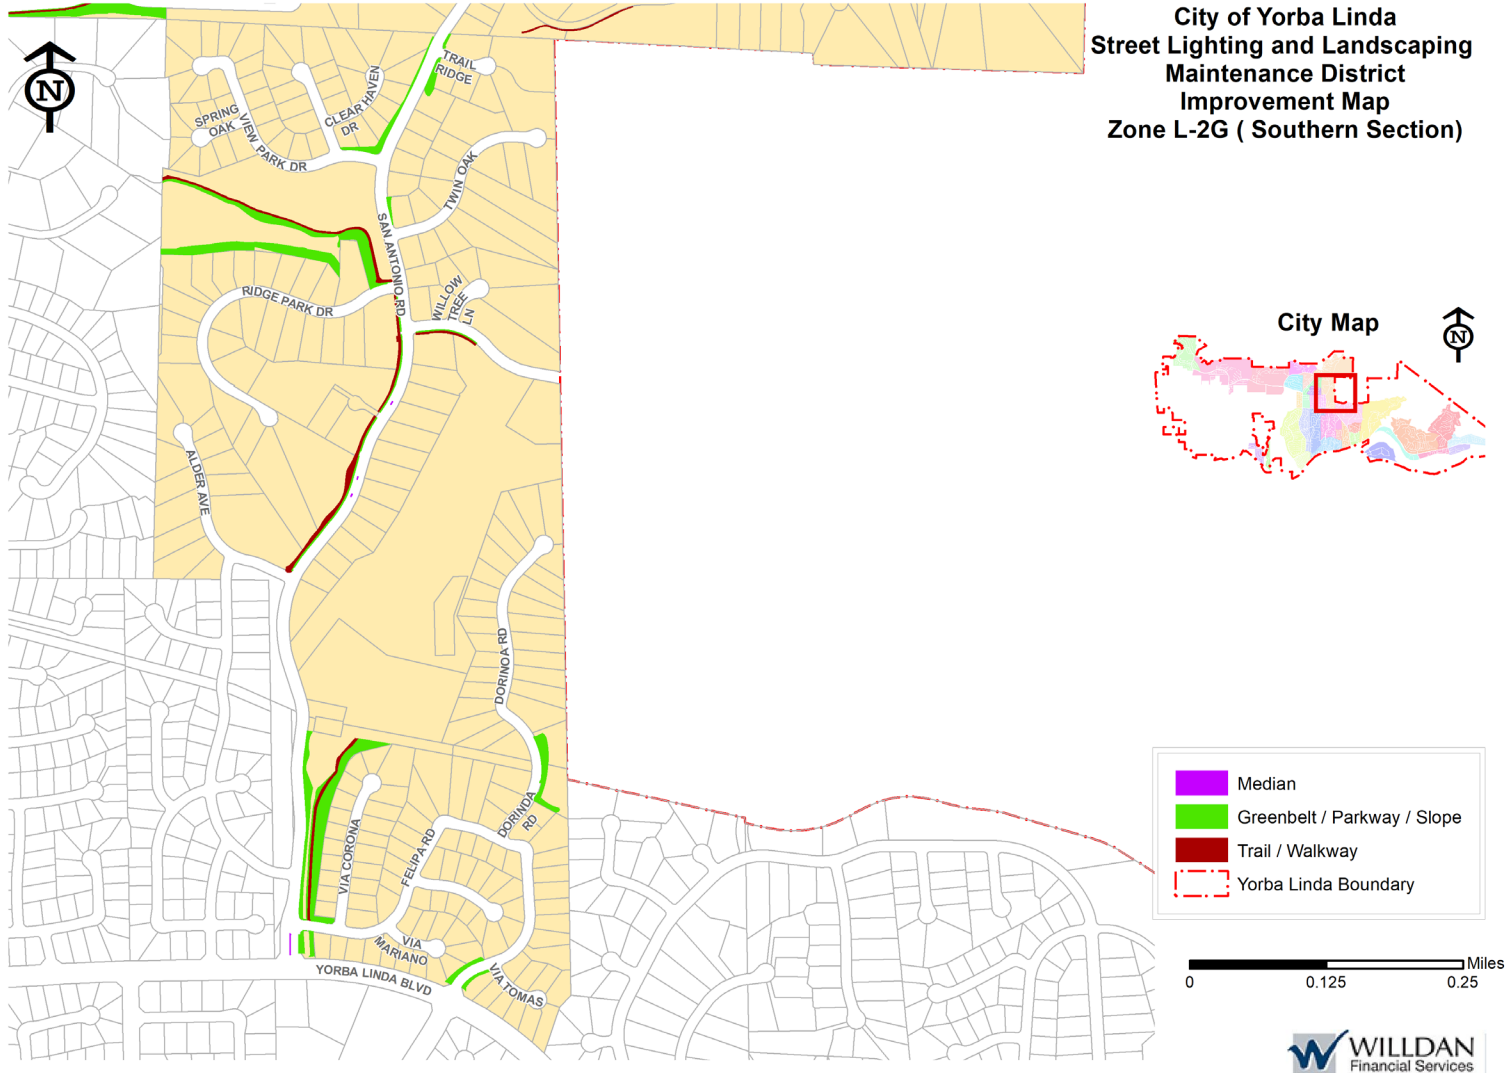 City of Yorba Linda
Street Lighting and Landscaping
Maintenance District
Improvement Map
Zone L-2G ( Southern Section)
N
TRAIL
RIDGE
CLEAR HAVEN
DR
SPRING
OAK
VIEW PARK DR
TWIN OAK
SAN ANTONIO RD
WILLOW
TREE
LN
RIDGE PARK DR
City Map
N
ALDER AVE
DORINOA RD
DORINDA
RD
VIA CORONA
FELIPA RD
VIA
MARIANO
YORBA LINDA BLVD
VIA TOMAS
Median
Greenbelt / Parkway / Slope
Trail / Walkway
Yorba Linda Boundary
Miles
0 0.125 0.25
W WILLDAN
Financial Services